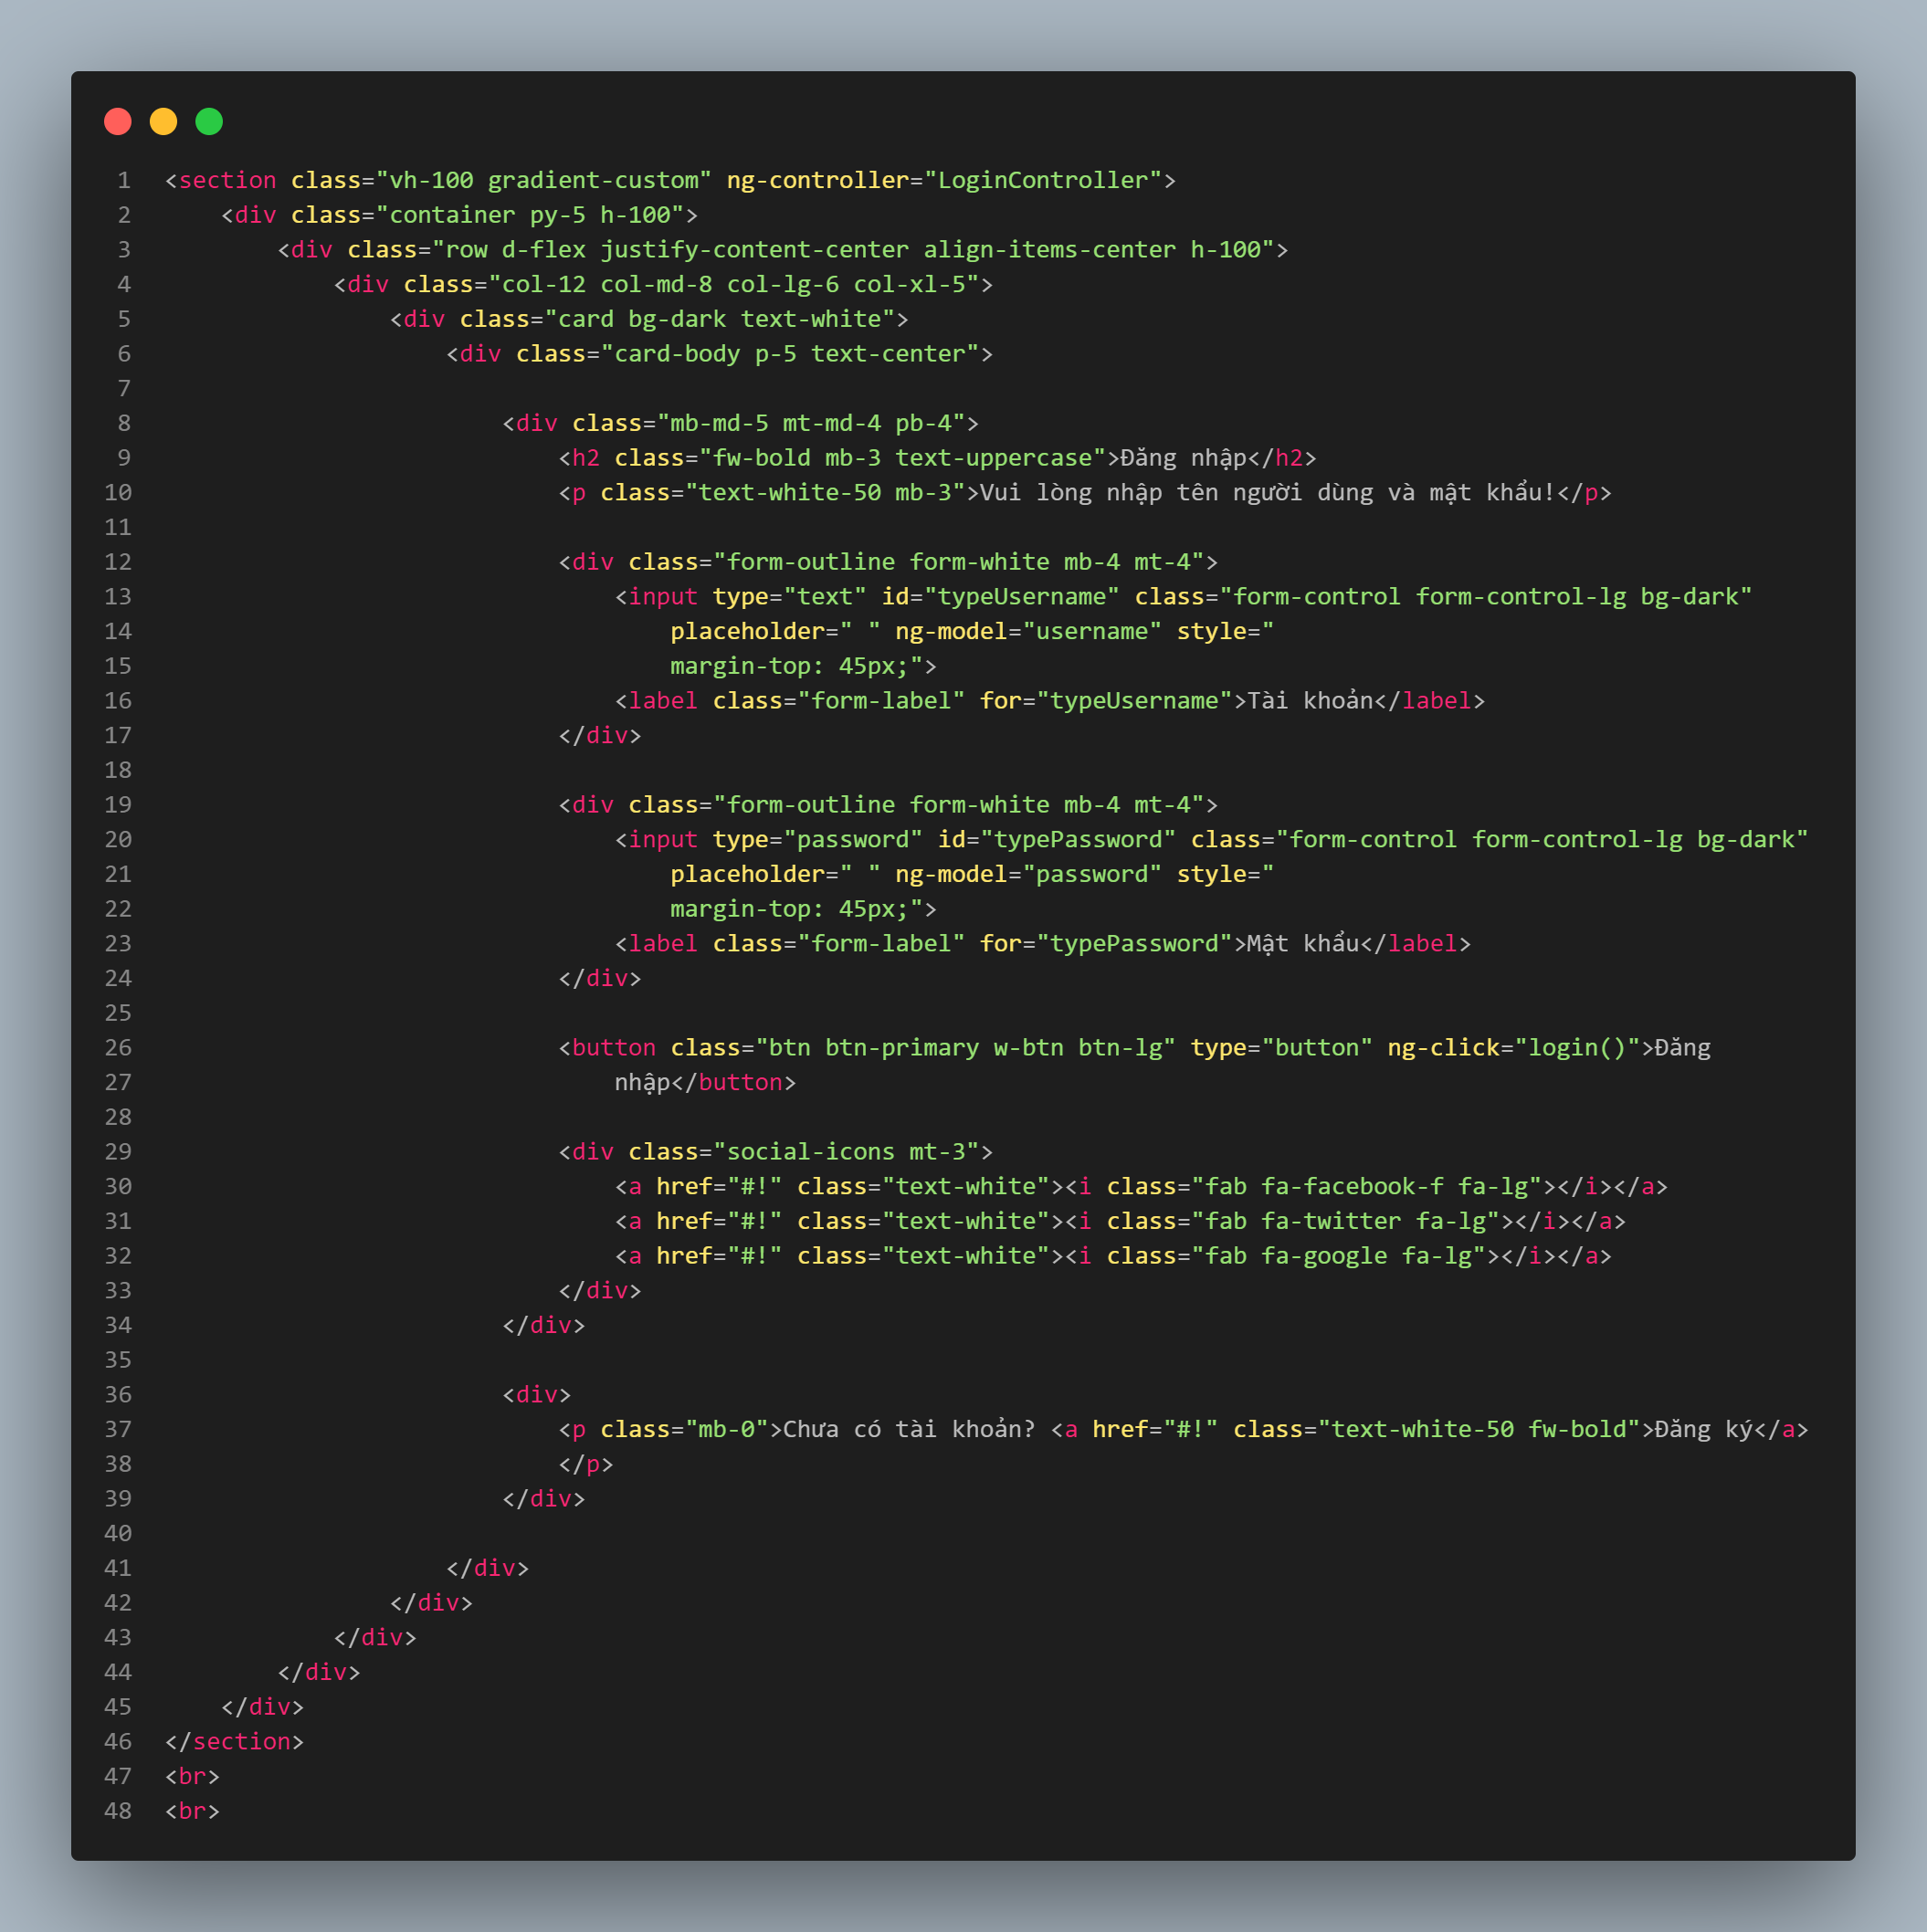 1 <section class="vh-100 gradient-custom" ng-controller="LoginController">
2 <div class="container py-5 h-100">
3 <div class="row d-flex justify-content-center align-items-center h-100">
4 <div class="col-12 col-md-8 col-lg-6 col-xl-5">
5 <div class="card bg-dark text-white">
6 <div class="card-body p-5 text-center">
7
8 <div class="mb-md-5 mt-md-4 pb-4">
9 <h2 class="fw-bold mb-3 text-uppercase">Đăng nhập</h2>
10 <p class="text-white-50 mb-3">Vui lòng nhập tên người dùng và mật khẩu!</p>
11
12 <div class="form-outline form-white mb-4 mt-4">
13 <input type="text" id="typeUsername" class="form-control form-control-lg bg-dark"
14 placeholder=" " ng-model="username" style="
15 margin-top: 45px;">
16 <label class="form-label" for="typeUsername">Tài khoản</label>
17 </div>
18
19 <div class="form-outline form-white mb-4 mt-4">
20 <input type="password" id="typePassword" class="form-control form-control-lg bg-dark"
21 placeholder=" " ng-model="password" style="
22 margin-top: 45px;">
23 <label class="form-label" for="typePassword">Mật khẩu</label>
24 </div>
25
26 <button class="btn btn-primary w-btn btn-lg" type="button" ng-click="login()">Đăng
27 nhập</button>
28
29 <div class="social-icons mt-3">
30 <a href="#!" class="text-white"><i class="fab fa-facebook-f fa-lg"></i></a>
31 <a href="#!" class="text-white"><i class="fab fa-twitter fa-lg"></i></a>
32 <a href="#!" class="text-white"><i class="fab fa-google fa-lg"></i></a>
33 </div>
34 </div>
35
36 <div>
37 <p class="mb-0">Chưa có tài khoản? <a href="#!" class="text-white-50 fw-bold">Đăng ký</a>
38 </p>
39 </div>
40
41 </div>
42 </div>
43 </div>
44 </div>
45 </div>
46 </section>
47 <br>
48 <br>